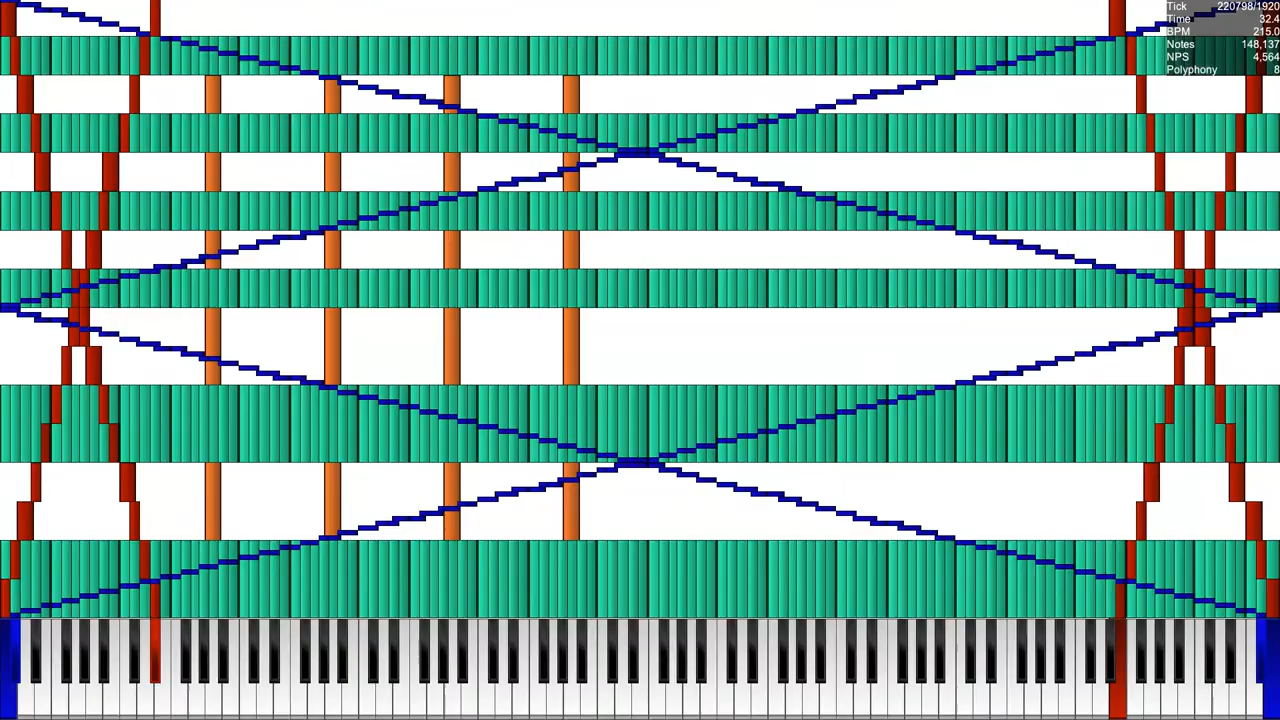 Tick 220798/1920
Time 32.4
BPM 215.0
Notes 148,137
NPS 4,564
Polyphony 8